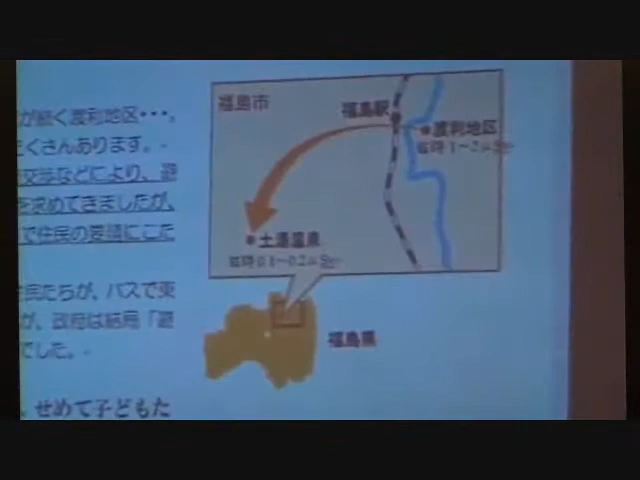 が続く渡利地区・・・。
たくさんあります。
交渉などにより、避
を求めてきましたが、
で住民の要請にこた
住民たちが、バスで東
が、政府は結局「避
でした。
、せめて子どもた
福島市
福島駅
渡利地区
毎時1～2μSv
土湯温泉
毎時0.1～0.2μSv
福島県